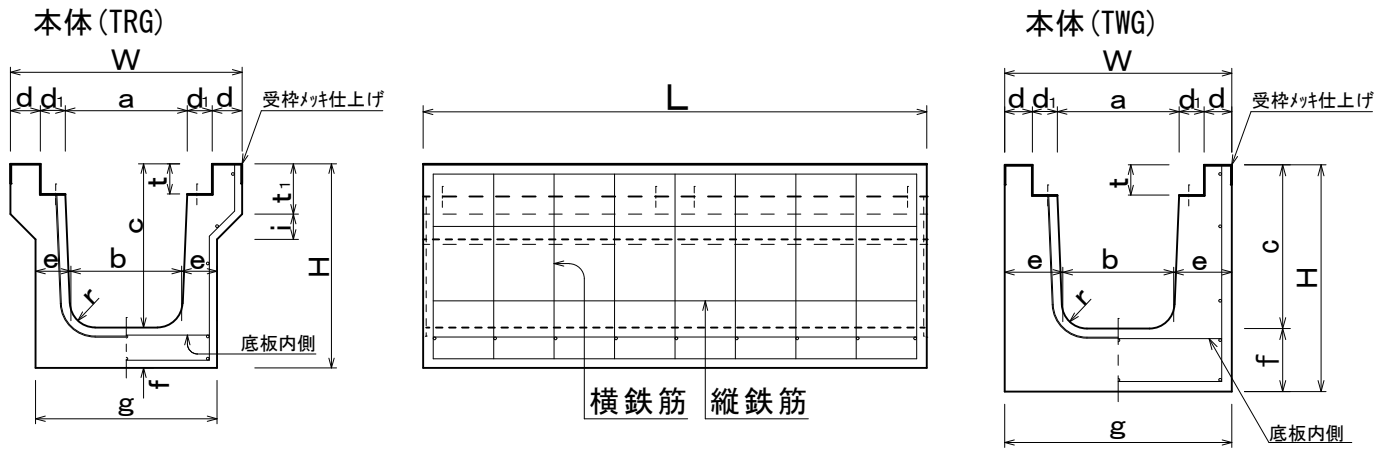 本体(TRG)
W
d d1 a d1 d
受枠メッキ仕上げ
t
c
t1
i
H
e b e
r
底板内側
f
g
L
横鉄筋
縦鉄筋
本体(TWG)
W
d d1 a d1 d
受枠メッキ仕上げ
t
c
H
e b e
r
f
g
底板内側